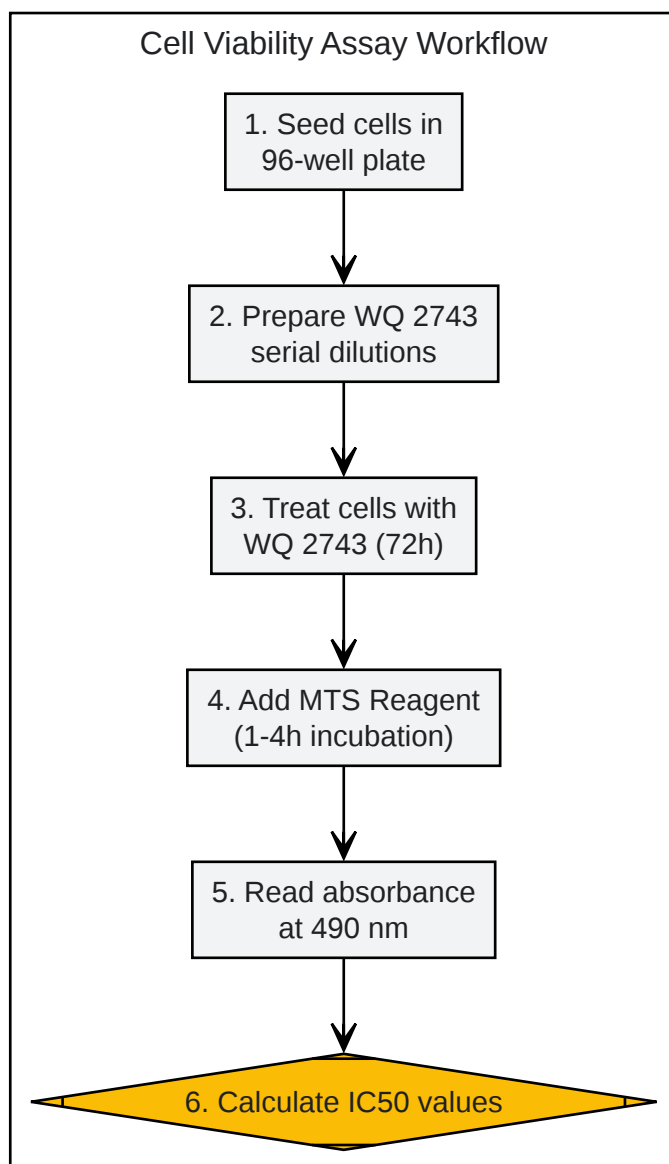 Cell Viability Assay Workflow
1. Seed cells in
96-well plate
2. Prepare WQ 2743
serial dilutions
3. Treat cells with
WQ 2743 (72h)
4. Add MTS Reagent
(1-4h incubation)
5. Read absorbance
at 490 nm
6. Calculate IC50 values